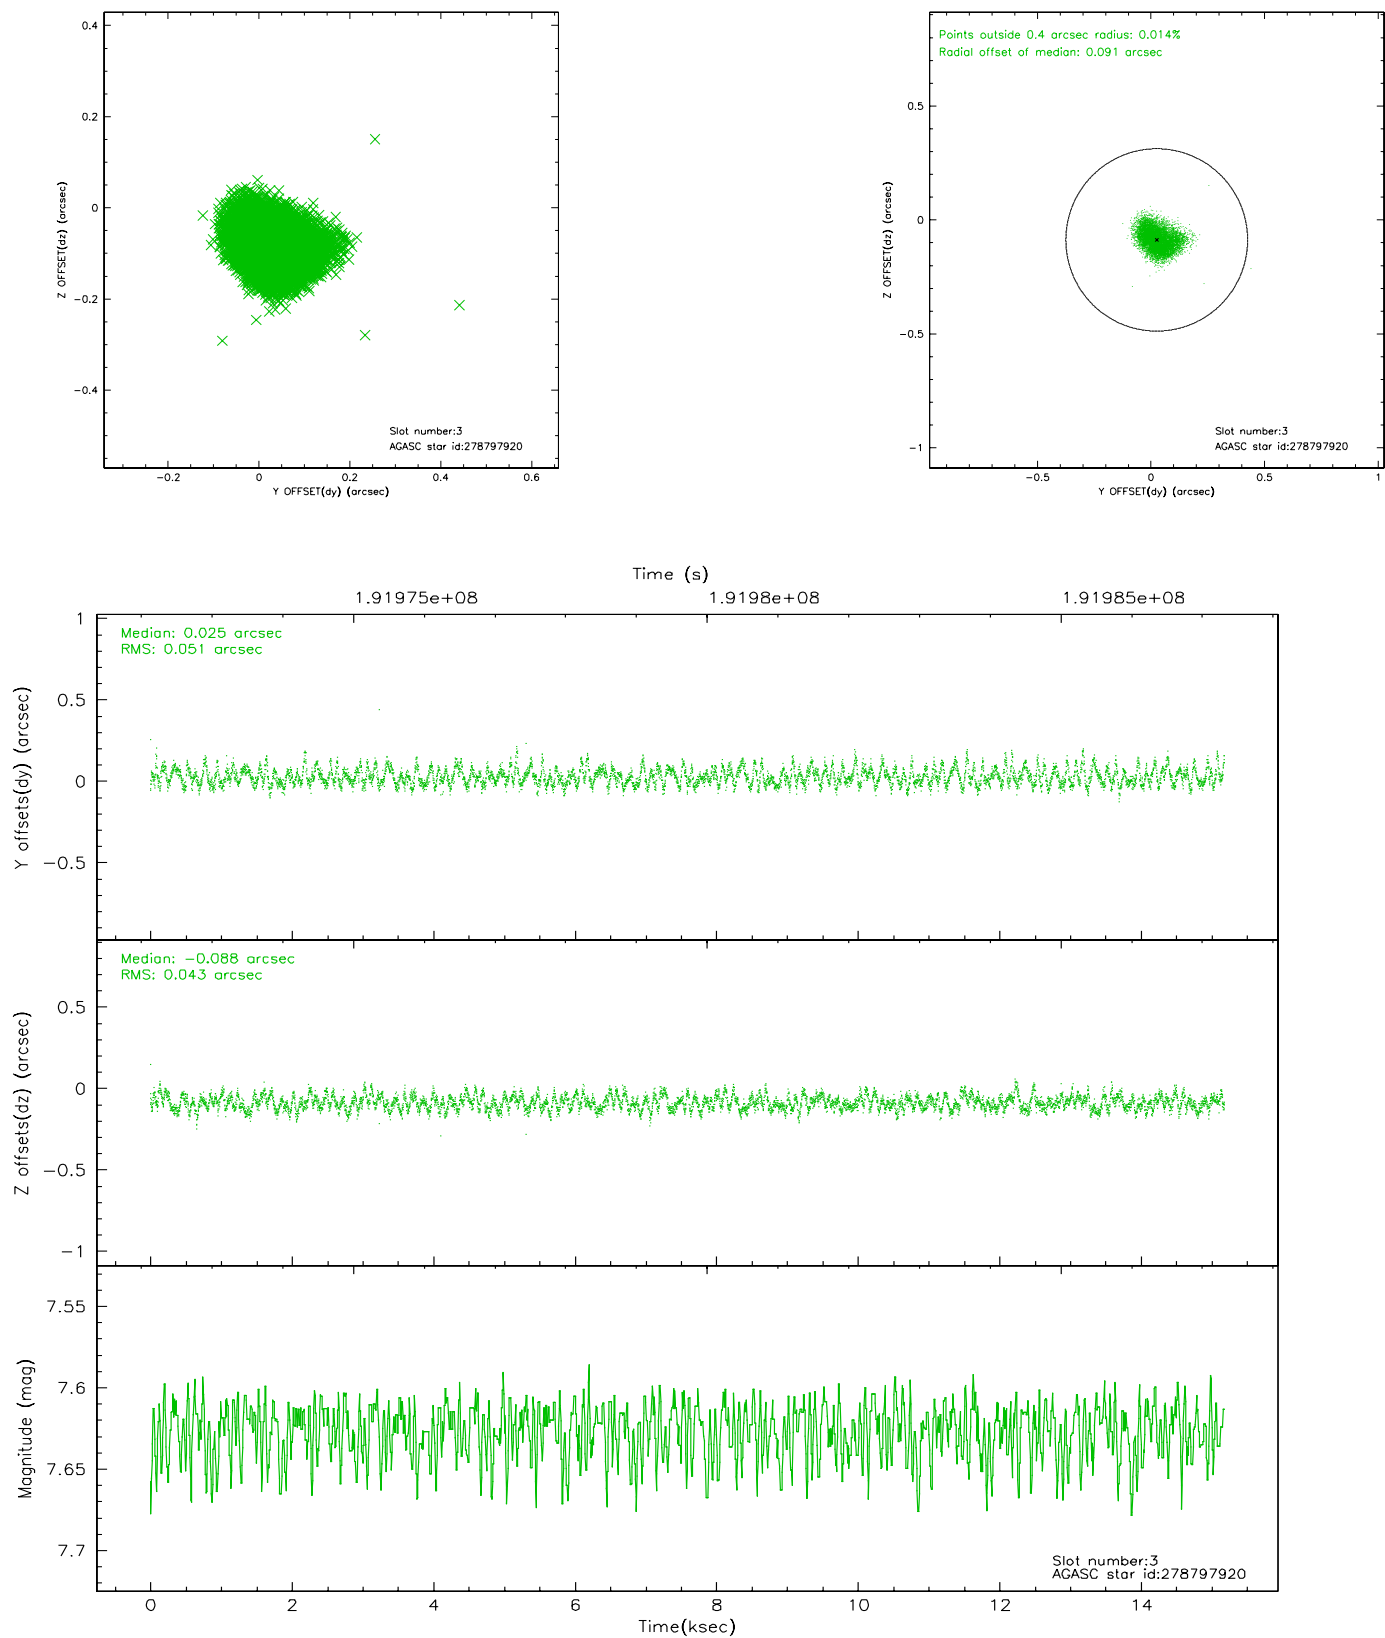 0.4
0.2
0
−0.2
−0.4
Z OFFSET(dz) (arcsec)
Slot number:3
AGASC star id:278797920
−0.2 0 0.2 0.4 0.6
Y OFFSET(dy) (arcsec)
Points outside 0.4 arcsec radius: 0.014%
Radial offset of median: 0.091 arcsec
0.5
0
−0.5
−1
Z OFFSET(dz) (arcsec)
Slot number:3
AGASC star id:278797920
−0.5 0 0.5 1
Y OFFSET(dy) (arcsec)
Time (s)
1.91975e+08 1.9198e+08 1.91985e+08
Median: 0.025 arcsec
RMS: 0.051 arcsec
1
0.5
0
−0.5
Y offsets(dy) (arcsec)
Median: −0.088 arcsec
RMS: 0.043 arcsec
0.5
0
−0.5
−1
Z offsets(dz) (arcsec)
7.55
7.6
7.65
7.7
Magnitude (mag)
Slot number:3
AGASC star id:278797920
0 2 4 6 8 10 12 14
Time(ksec)